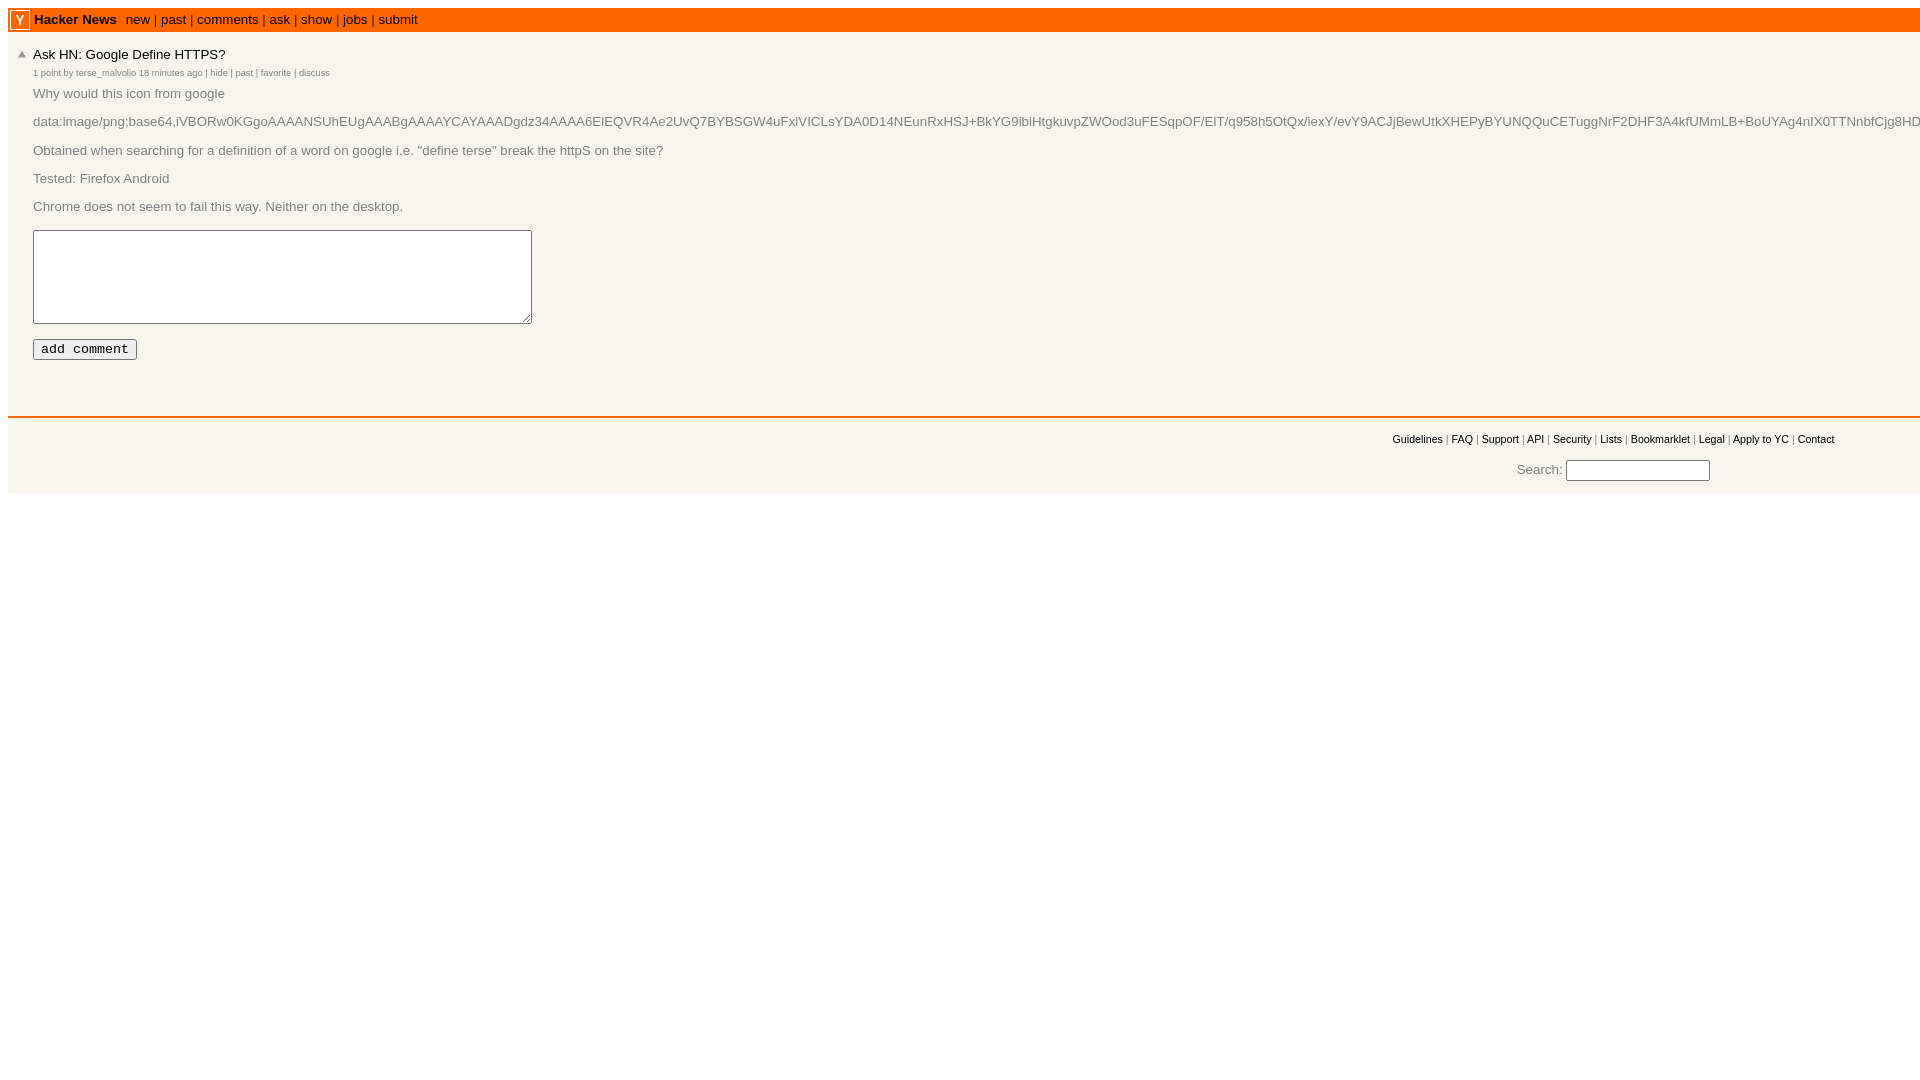 Y Hacker News new | past | comments | ask | show | jobs | submit
Ask HN: Google Define HTTPS?
1 point by terse_malvolio 18 minutes ago | hide | past | favorite | discuss
Why would this icon from google
data:image/png;base64,iVBORw0KGgoAAAANSUhEUgAAABgAAAAYCAYAAADgdz34AAAA6ElEQVR4Ae2UvQ7BYBSGW4uFxlVICLsYDA0D14NEunRxHSJ+BkYG9ibiHtgkuvpZWOod3uFESqpOF/ElT/q958h5OtQx/iexY/evY9ACJjBewUtkXHEPyBYUNQQuCETuggNrF2DHF3A4kfUMmLB+BoUYAg4nIX0TTNnbfCjg8HD
Obtained when searching for a definition of a word on google i.e. "define terse" break the httpS on the site?
Tested: Firefox Android
Chrome does not seem to fail this way. Neither on the desktop.
add comment
Guidelines | FAQ | Support | API | Security | Lists | Bookmarklet | Legal | Apply to YC | Contact
Search: